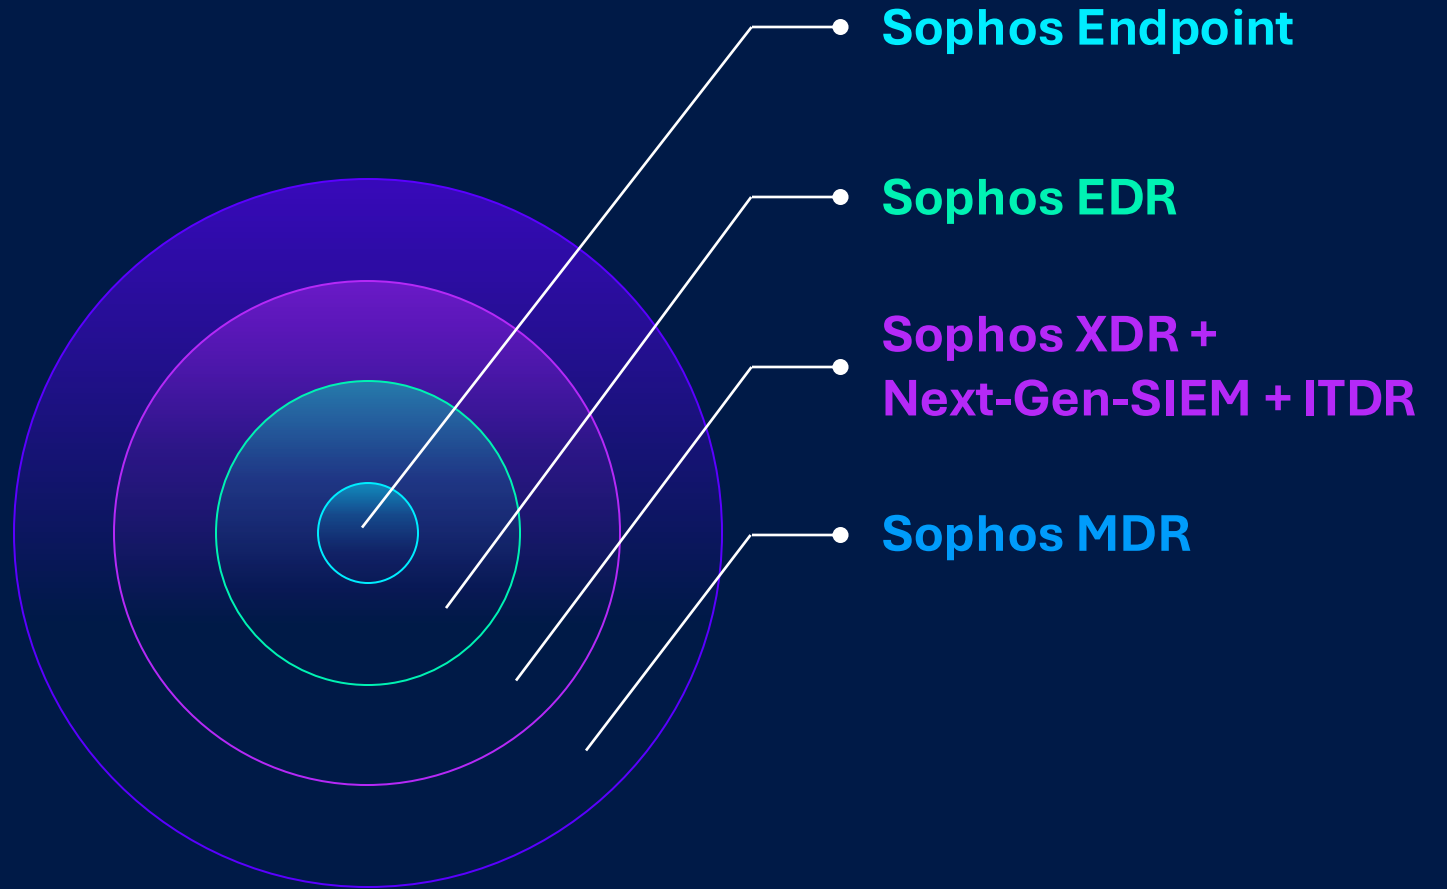 Sophos Endpoint
Sophos EDR
Sophos XDR +
Next-Gen-SIEM + ITDR
Sophos MDR